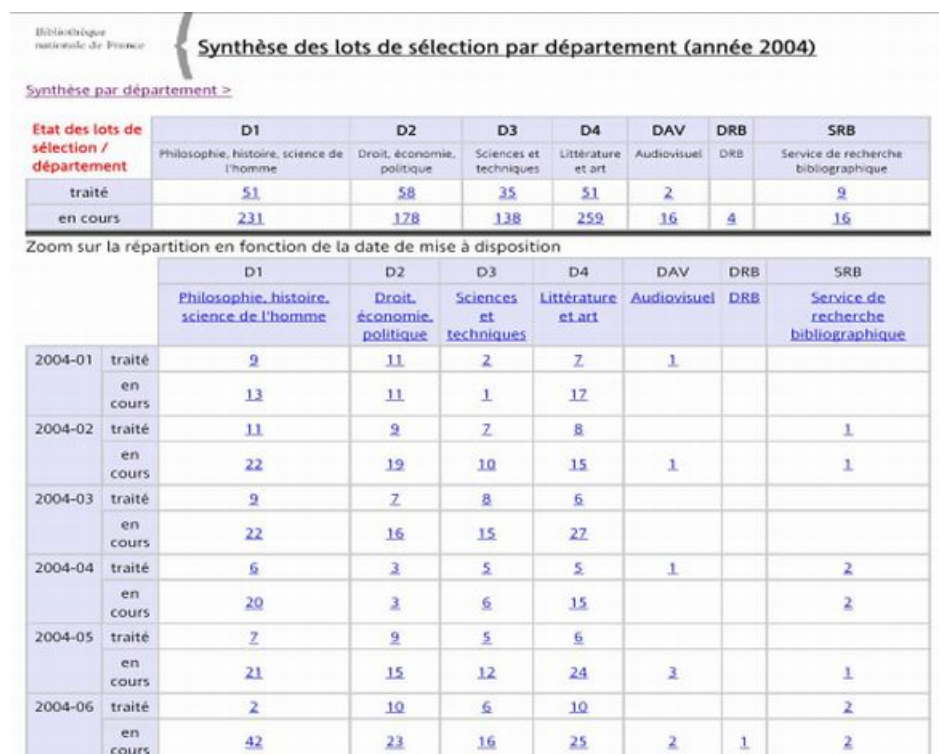 Bibliothèque
nationale de France
Synthèse des lots de sélection par département (année 2004)
Synthèse par département >
Etat des lots de sélection / département D1 D2 D3 D4 DAV DRB SRB
Philosophie, histoire, science de l'homme Droit, économie, politique Sciences et techniques Littérature et art Audiovisuel DRB Service de recherche bibliographique
traité 51 58 35 51 2 9
en cours 231 178 138 259 16 4 16
Zoom sur la répartition en fonction de la date de mise à disposition
D1 D2 D3 D4 DAV DRB SRB
Philosophie, histoire, science de l'homme Droit, économie, politique Sciences et techniques Littérature et art Audiovisuel DRB Service de recherche bibliographique
2004-01 traité 9 11 2 7 1
en cours 13 11 1 17
2004-02 traité 11 9 7 8 1
en cours 22 19 10 15 1 1
2004-03 traité 9 7 8 6
en cours 22 16 15 27
2004-04 traité 6 3 5 5 1 2
en cours 20 3 6 15 2
2004-05 traité 7 9 5 6
en cours 21 15 12 24 3 1
2004-06 traité 2 10 6 10 2
en cours 42 23 16 25 2 1 2